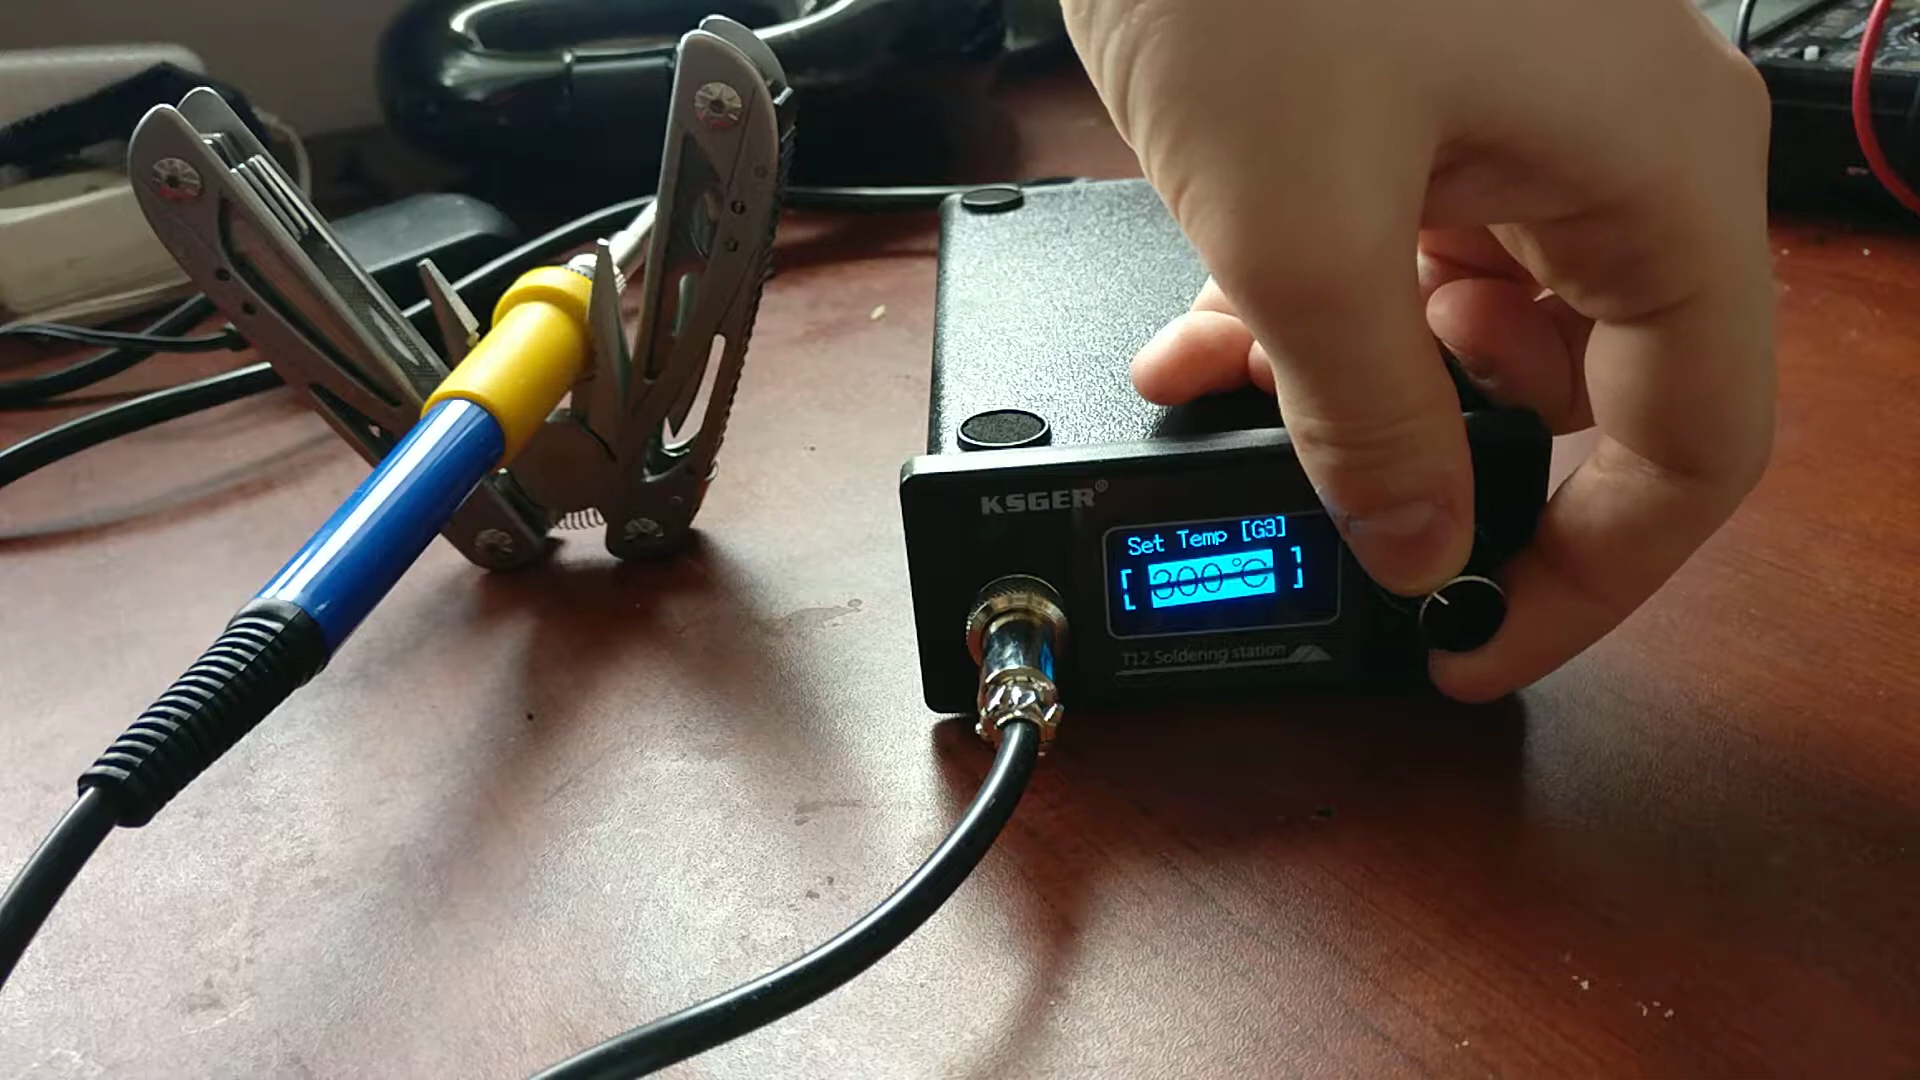 KSGER®
Set Temp [G3]
[ 300℃ ]
T12 Soldering station